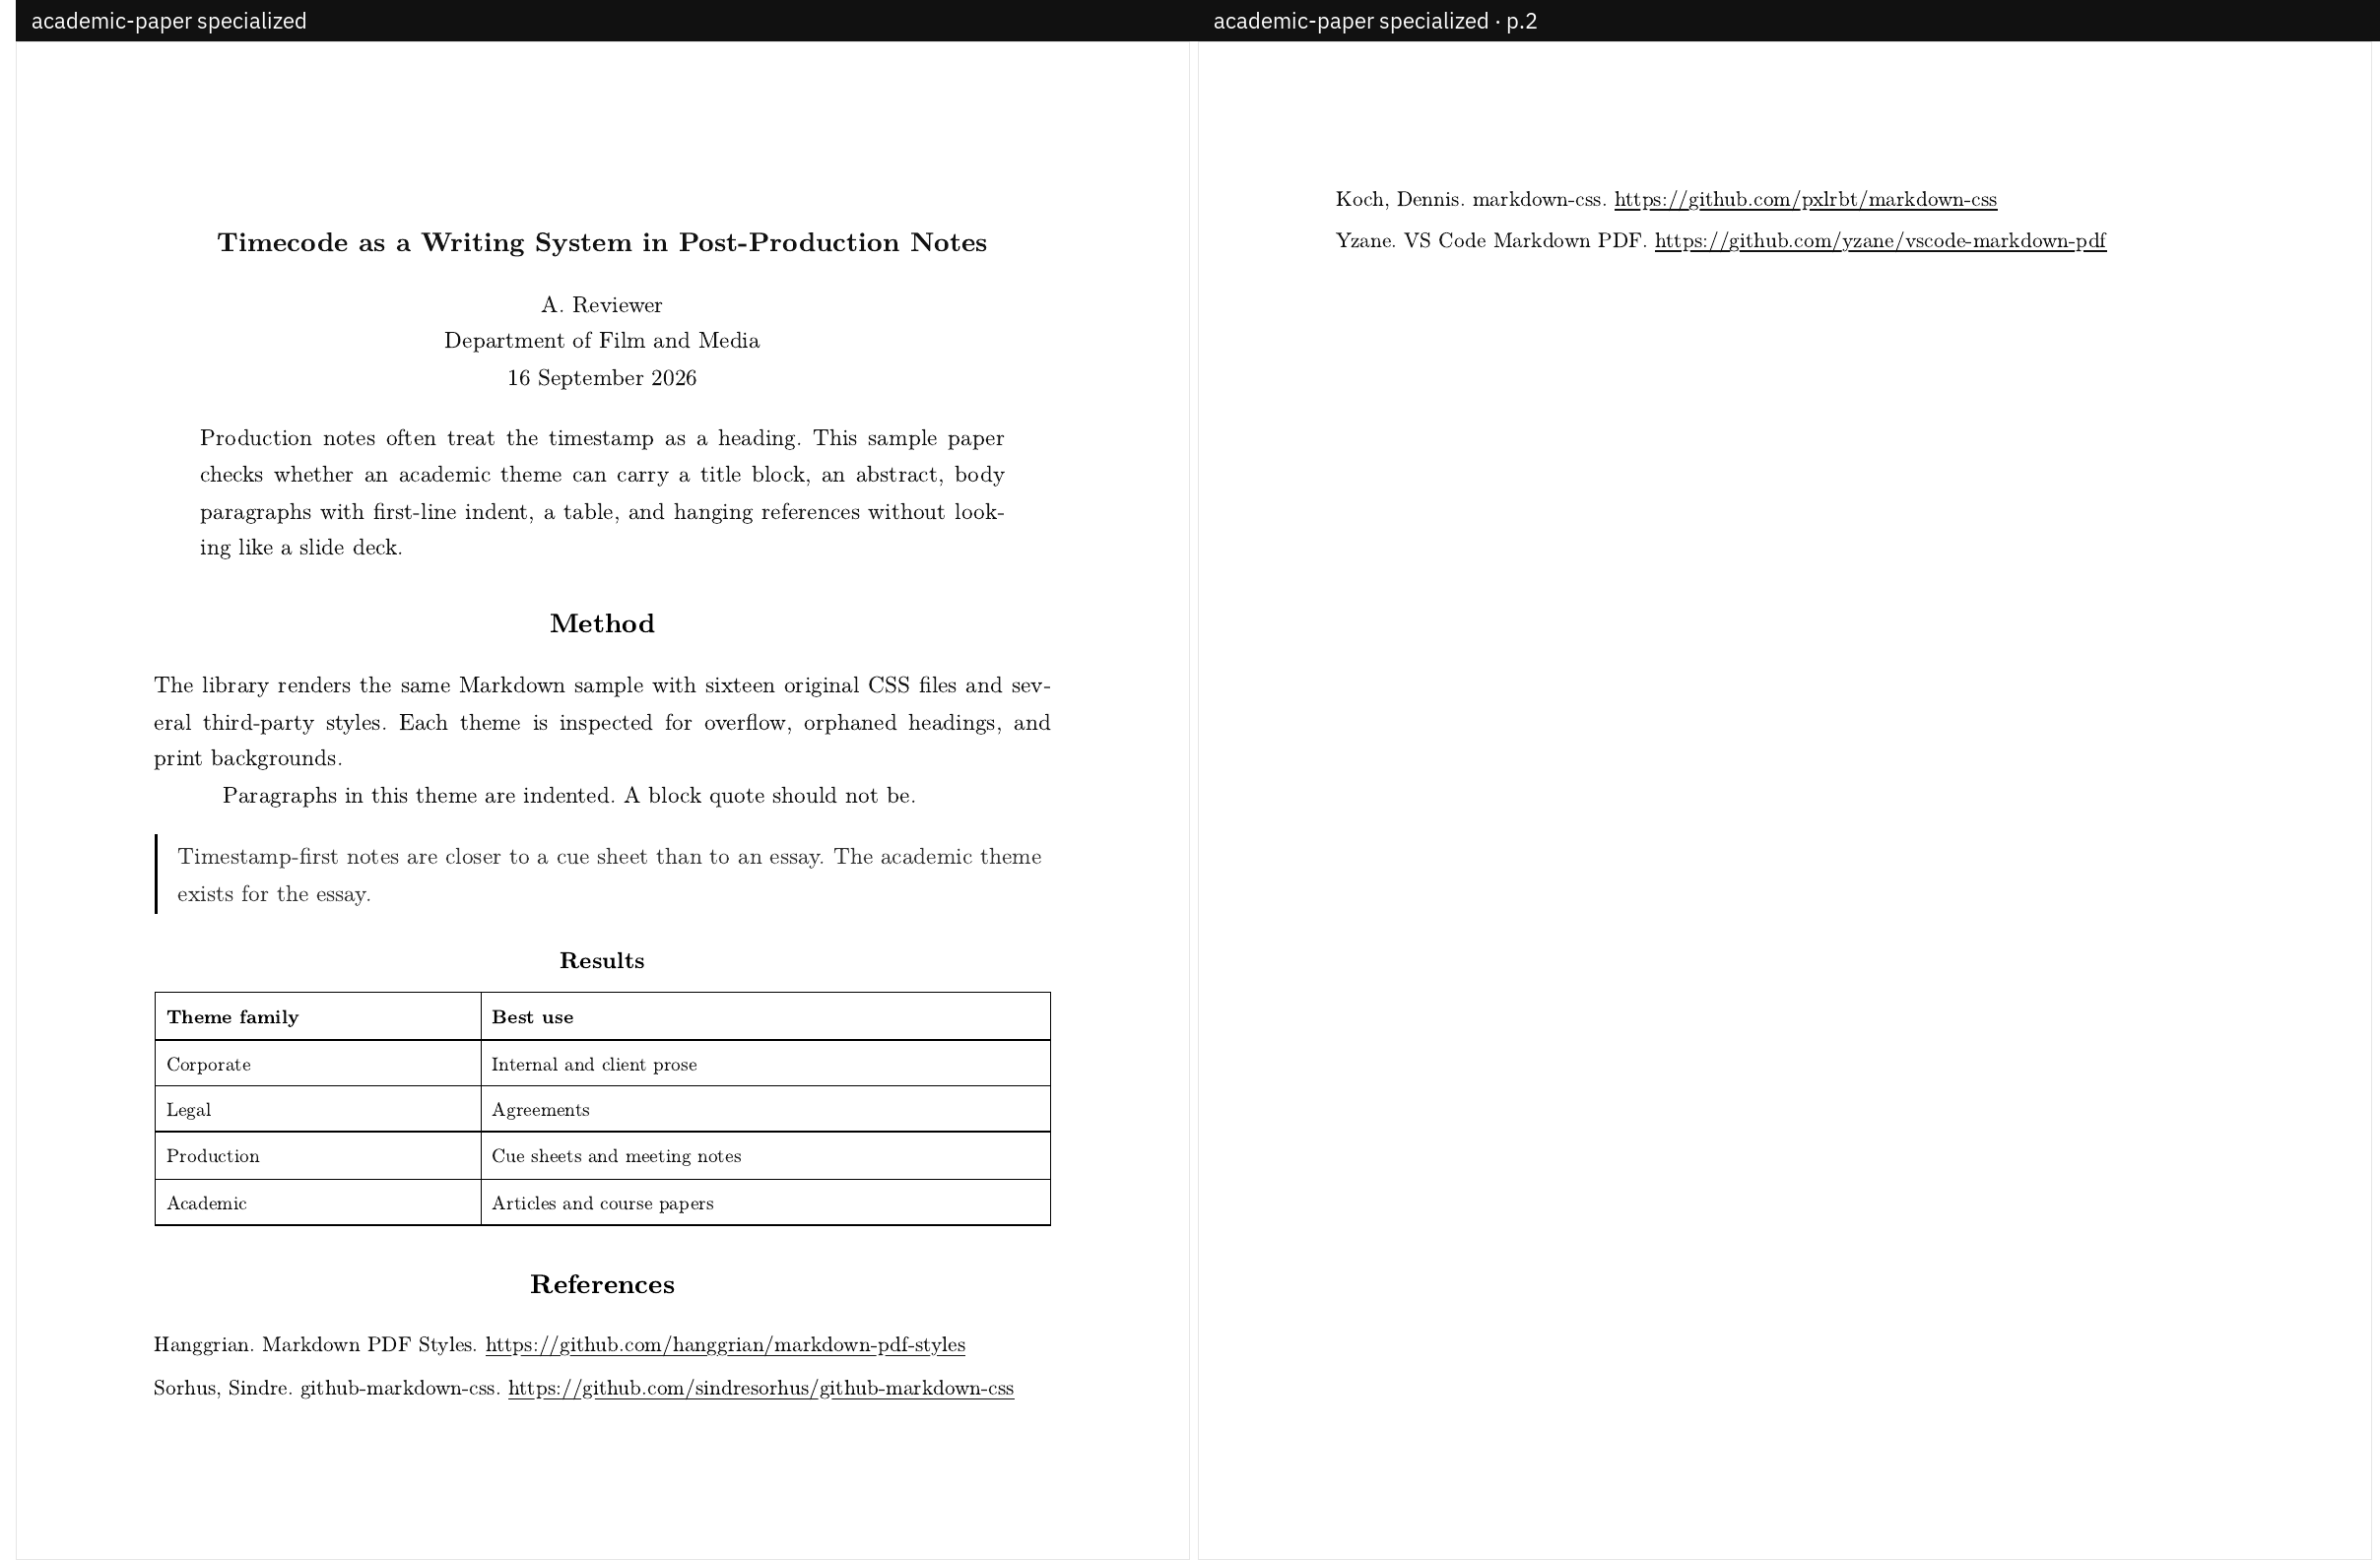 academic-paper specialized
Timecode as a Writing System in Post-Production Notes
A. Reviewer
Department of Film and Media
16 September 2026
Production notes often treat the timestamp as a heading. This sample paper
checks whether an academic theme can carry a title block, an abstract, body
paragraphs with first-line indent, a table, and hanging references without look-
ing like a slide deck.
Method
The library renders the same Markdown sample with sixteen original CSS files and sev-
eral third-party styles. Each theme is inspected for overflow, orphaned headings, and
print backgrounds.
Paragraphs in this theme are indented. A block quote should not be.
Timestamp-first notes are closer to a cue sheet than to an essay. The academic theme
exists for the essay.
Results
Theme family Best use
Corporate Internal and client prose
Legal Agreements
Production Cue sheets and meeting notes
Academic Articles and course papers
References
Hanggrian. Markdown PDF Styles. https://github.com/hanggrian/markdown-pdf-styles
Sorhus, Sindre. github-markdown-css. https://github.com/sindresorhus/github-markdown-css
academic-paper specialized · p.2
Koch, Dennis. markdown-css. https://github.com/pxlrbt/markdown-css
Yzane. VS Code Markdown PDF. https://github.com/yzane/vscode-markdown-pdf